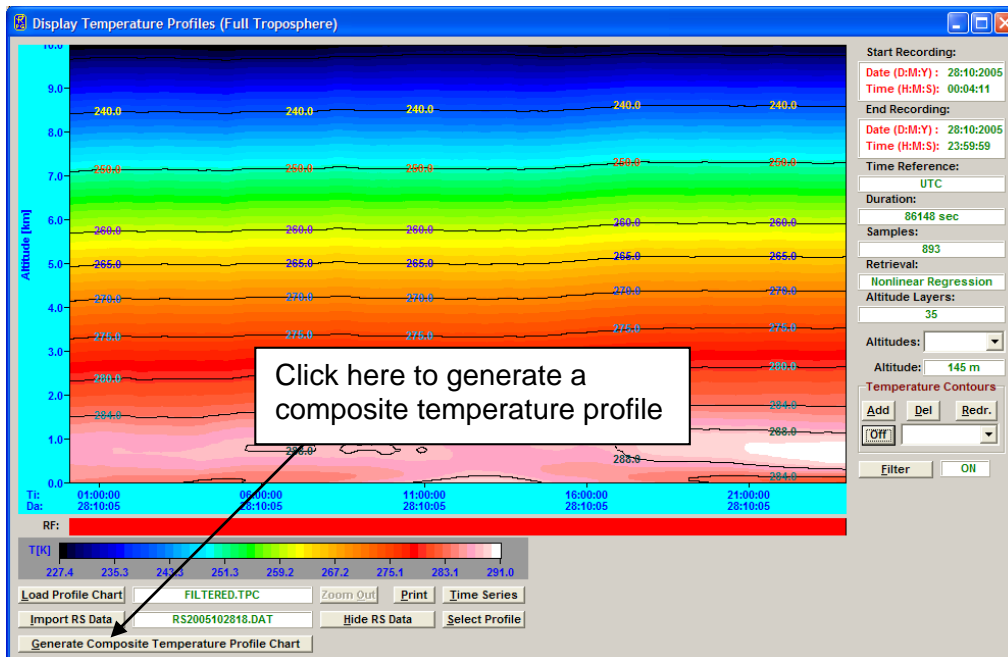 Display Temperature Profiles (Full Troposphere)
10.0
9.0
8.0
7.0
6.0
5.0
4.0
3.0
2.0
1.0
0.0
Altitude [km]
240.0 240.0 240.0 240.0 240.0
250.0 250.0 250.0 250.0 250.0
260.0 260.0 260.0 260.0 260.0
265.0 265.0 265.0 265.0 265.0
270.0 270.0 270.0 270.0 270.0
275.0 275.0 275.0 275.0 275.0
280.0 280.0
284.0 284.0
288.0 288.0 288.0
284.0
Click here to generate a
composite temperature profile
Ti: 01:00:00 06:00:00 11:00:00 16:00:00 21:00:00
Da: 28:10:05 28:10:05 28:10:05 28:10:05 28:10:05
RF:
T[K]
227.4 235.3 243.3 251.3 259.2 267.2 275.1 283.1 291.0
Load Profile Chart FILTERED.TPC Zoom Out Print Time Series
Import RS Data RS2005102818.DAT Hide RS Data Select Profile
Generate Composite Temperature Profile Chart
Start Recording:
Date (D:M:Y) : 28:10:2005
Time (H:M:S): 00:04:11
End Recording:
Date (D:M:Y) : 28:10:2005
Time (H:M:S): 23:59:59
Time Reference:
UTC
Duration:
86148 sec
Samples:
893
Retrieval:
Nonlinear Regression
Altitude Layers:
35
Altitudes:
Altitude: 145 m
Temperature Contours
Add Del Redr.
Off
Filter ON